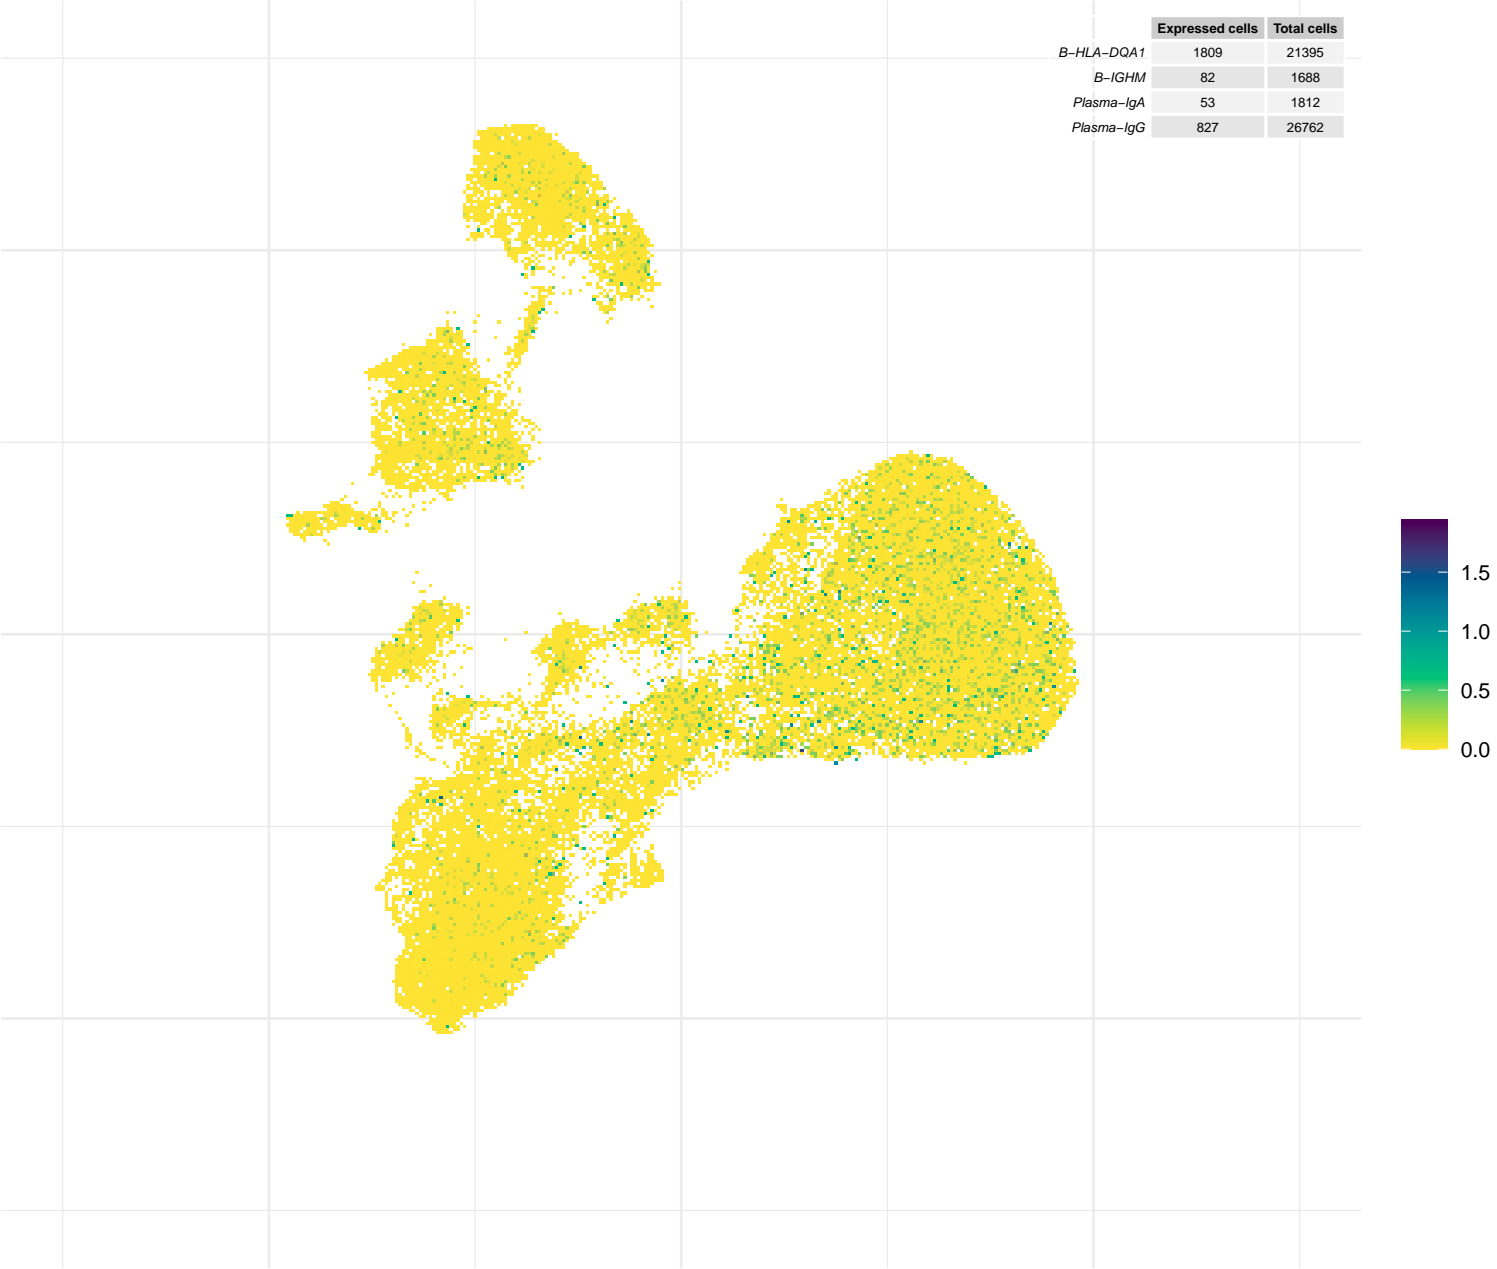 Expressed cells Total cells
B−HLA−DQA1 1809 21395
B−IGHM 82 1688
Plasma−IgA 53 1812
Plasma−IgG 827 26762
1.5
1.0
0.5
0.0